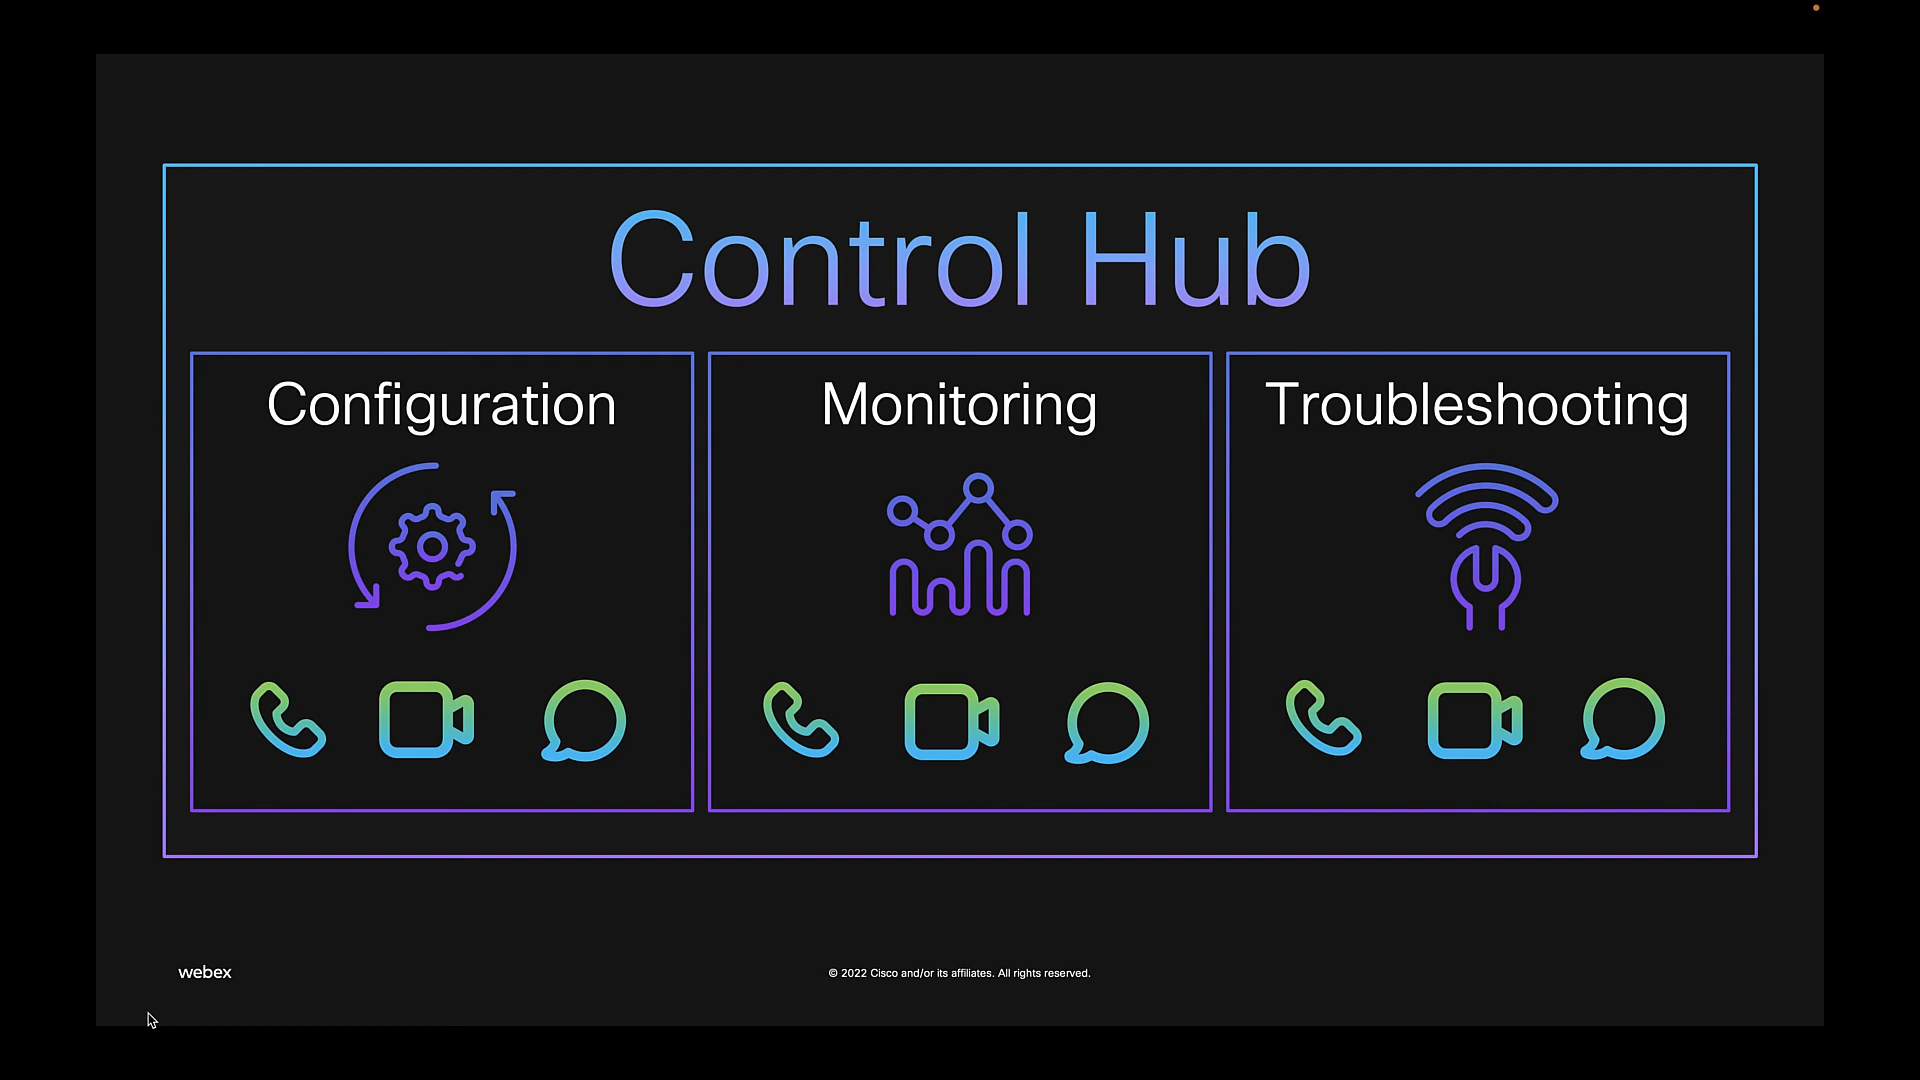 Control Hub
Configuration
Monitoring
Troubleshooting
webex
© 2022 Cisco and/or its affiliates. All rights reserved.